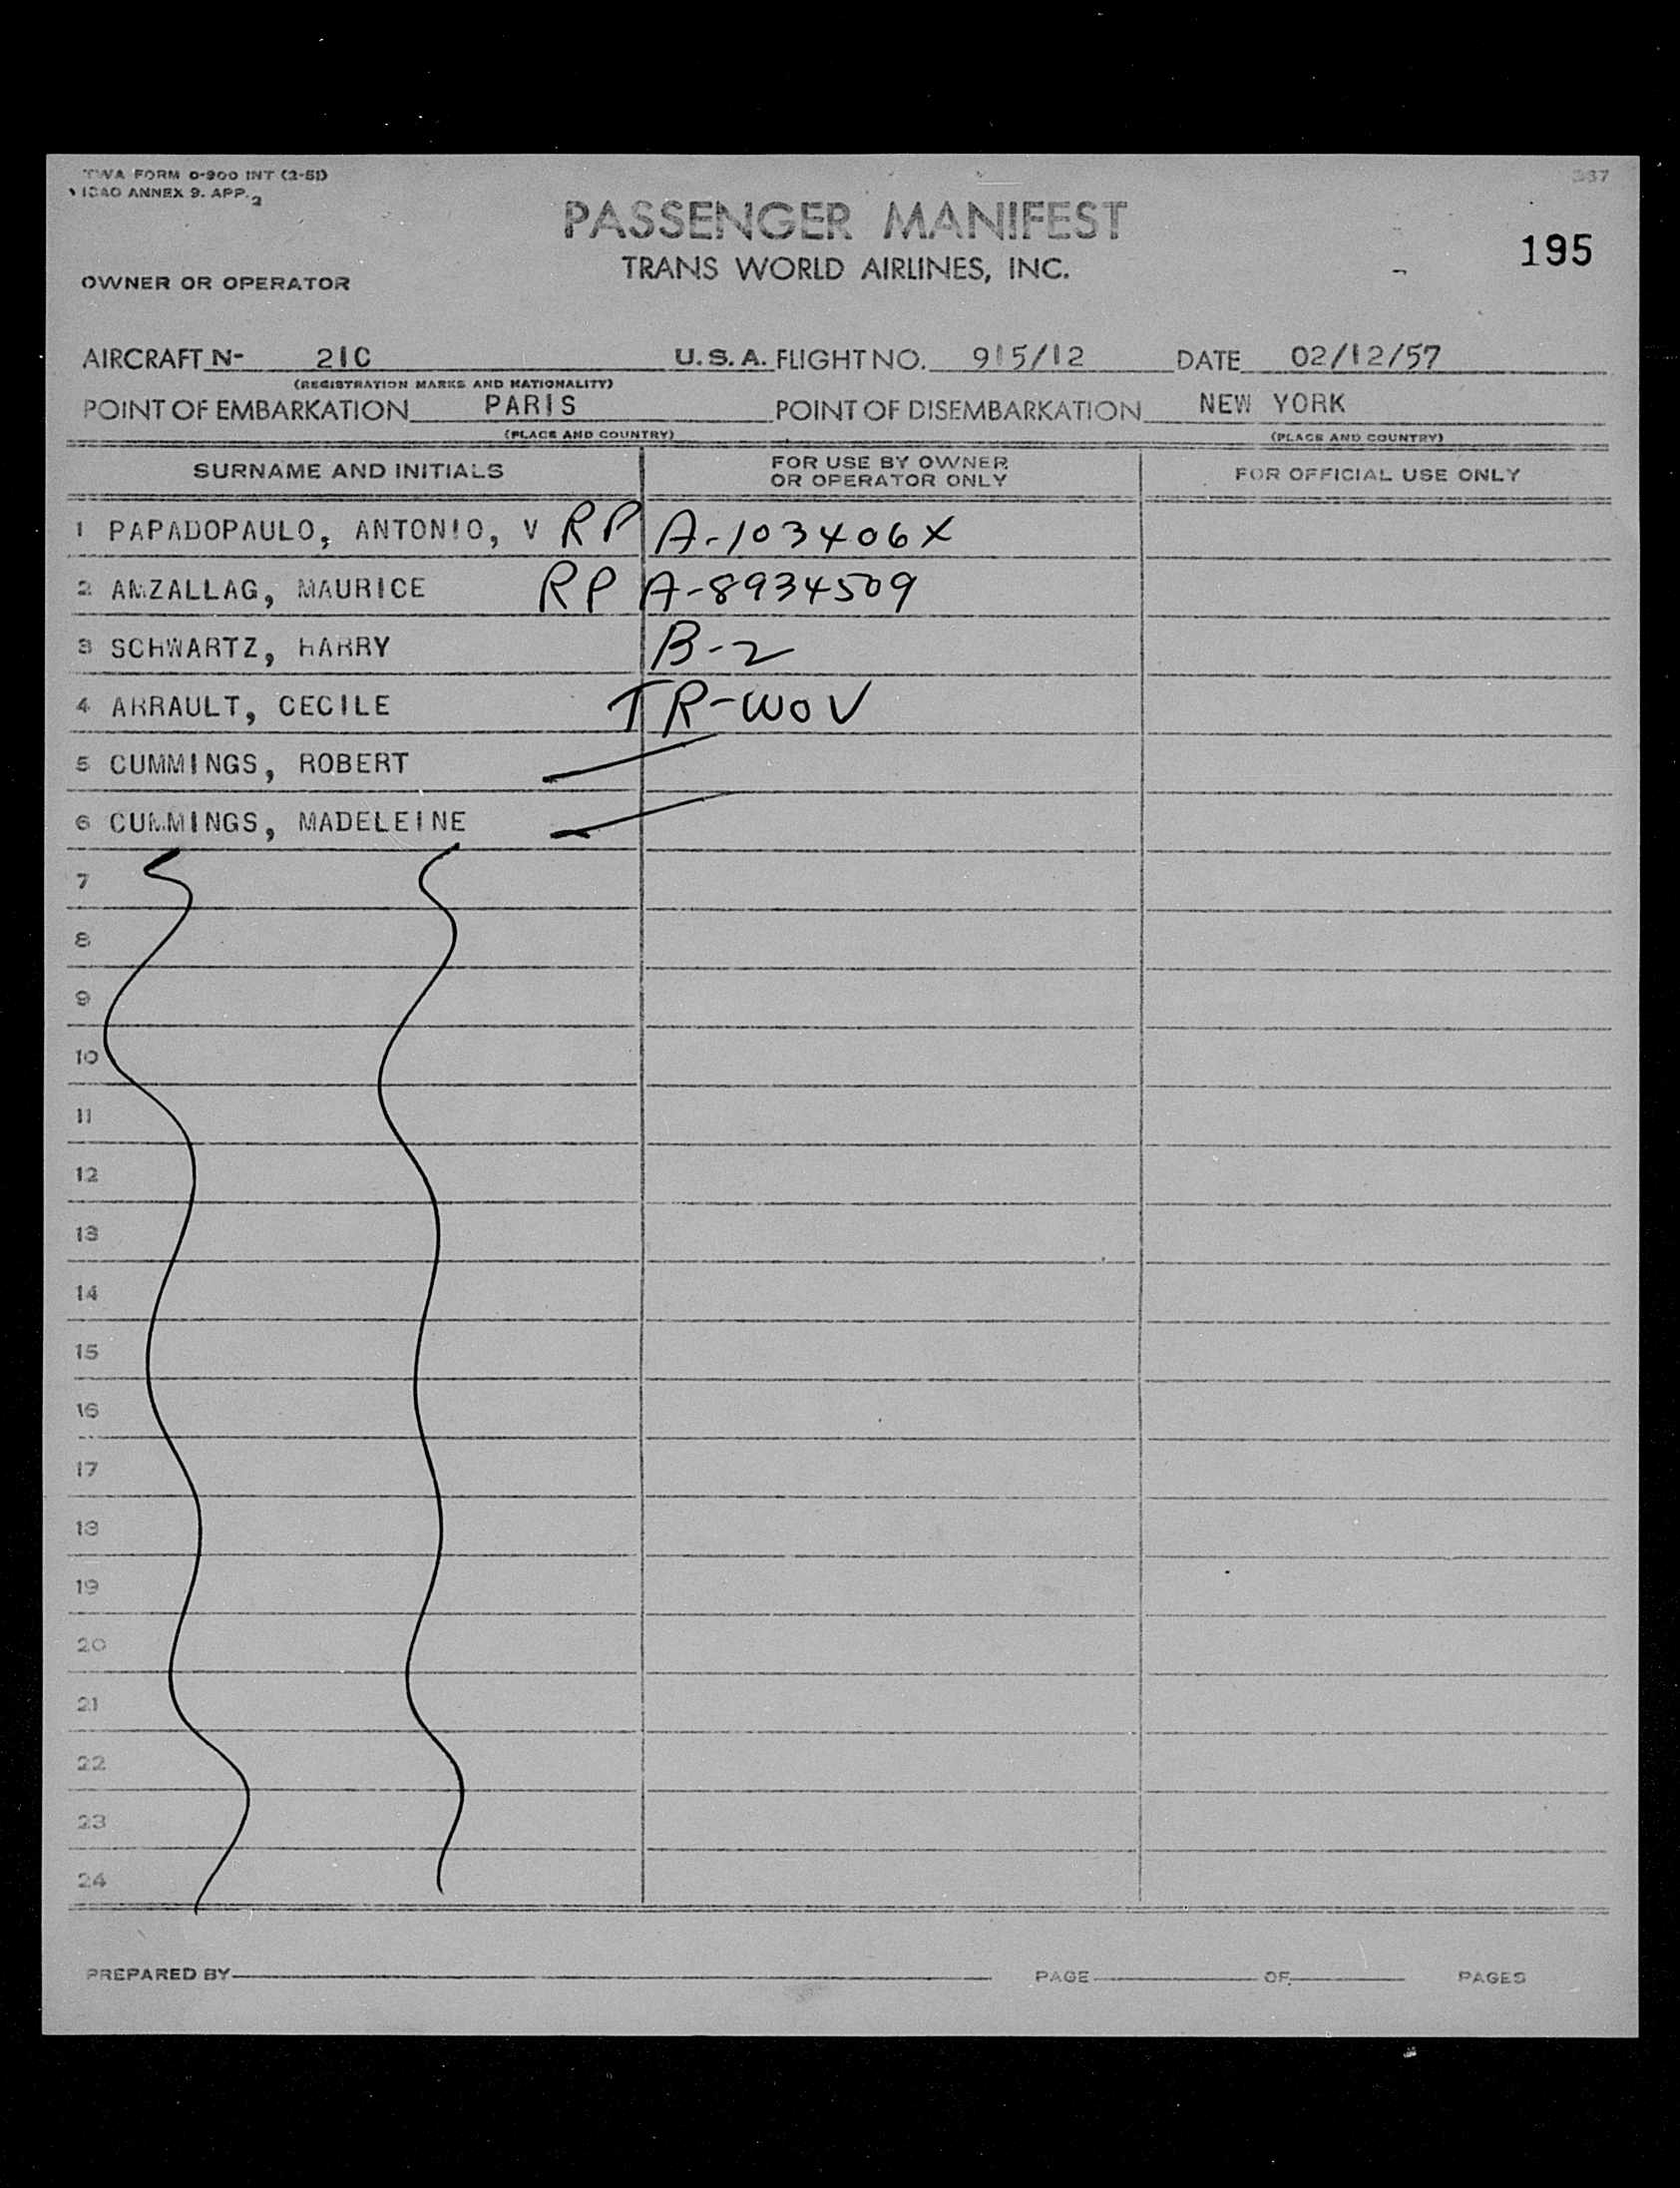 TWA FORM 0-900 INT (2-51)
ICAO ANNEX 9. APP. 2
387
PASSENGER MANIFEST
195
TRANS WORLD AIRLINES, INC.
OWNER OR OPERATOR
AIRCRAFT N- 21C U. S. A. FLIGHT NO. 915/12 DATE 02/12/57
(REGISTRATION MARKS AND NATIONALITY)
POINT OF EMBARKATION PARIS POINT OF DISEMBARKATION NEW YORK
(PLACE AND COUNTRY) (PLACE AND COUNTRY)
SURNAME AND INITIALS FOR USE BY OWNER OR OPERATOR ONLY FOR OFFICIAL USE ONLY
1 PAPADOPAULO, ANTONIO, V RP A-103406X
2 AMZALLAG, MAURICE RP A-8934509
3 SCHWARTZ, HARRY B-2
4 ARRAULT, CECILE TR-WOV
5 CUMMINGS, ROBERT
6 CUMMINGS, MADELEINE
7
8
9
10
11
12
13
14
15
16
17
18
19
20
21
22
23
24
PREPARED BY PAGE OF PAGES